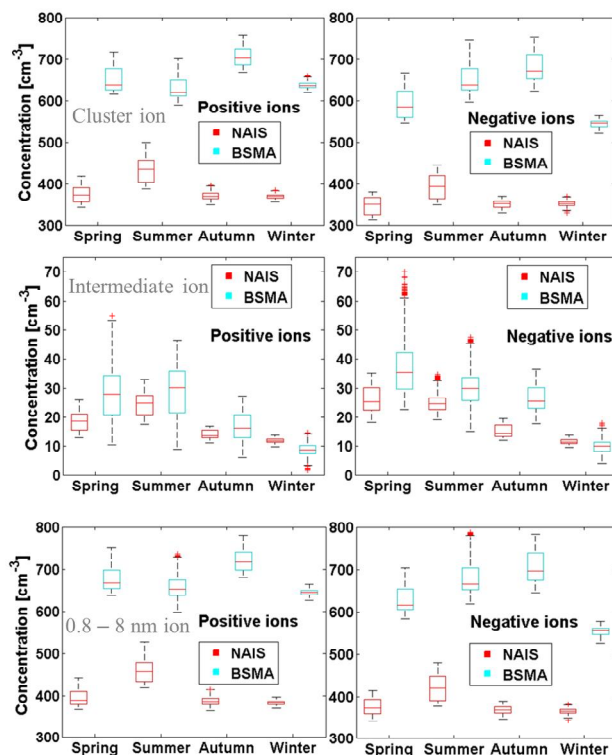 800
700
600
500
400
300
Concentration [cm-3]
Cluster ion
Positive ions
NAIS
BSMA
Spring Summer Autumn Winter
800
700
600
500
400
300
Negative ions
NAIS
BSMA
Spring Summer Autumn Winter
70
60
50
40
30
20
10
0
Concentration [cm-3]
Intermediate ion
NAIS
BSMA
Positive ions
Spring Summer Autumn Winter
70
60
50
40
30
20
10
0
NAIS
BSMA
Negative ions
Spring Summer Autumn Winter
800
700
600
500
400
300
Concentration [cm-3]
0.8 – 8 nm ion
Positive ions
NAIS
BSMA
Spring Summer Autumn Winter
800
700
600
500
400
300
Negative ions
NAIS
BSMA
Spring Summer Autumn Winter